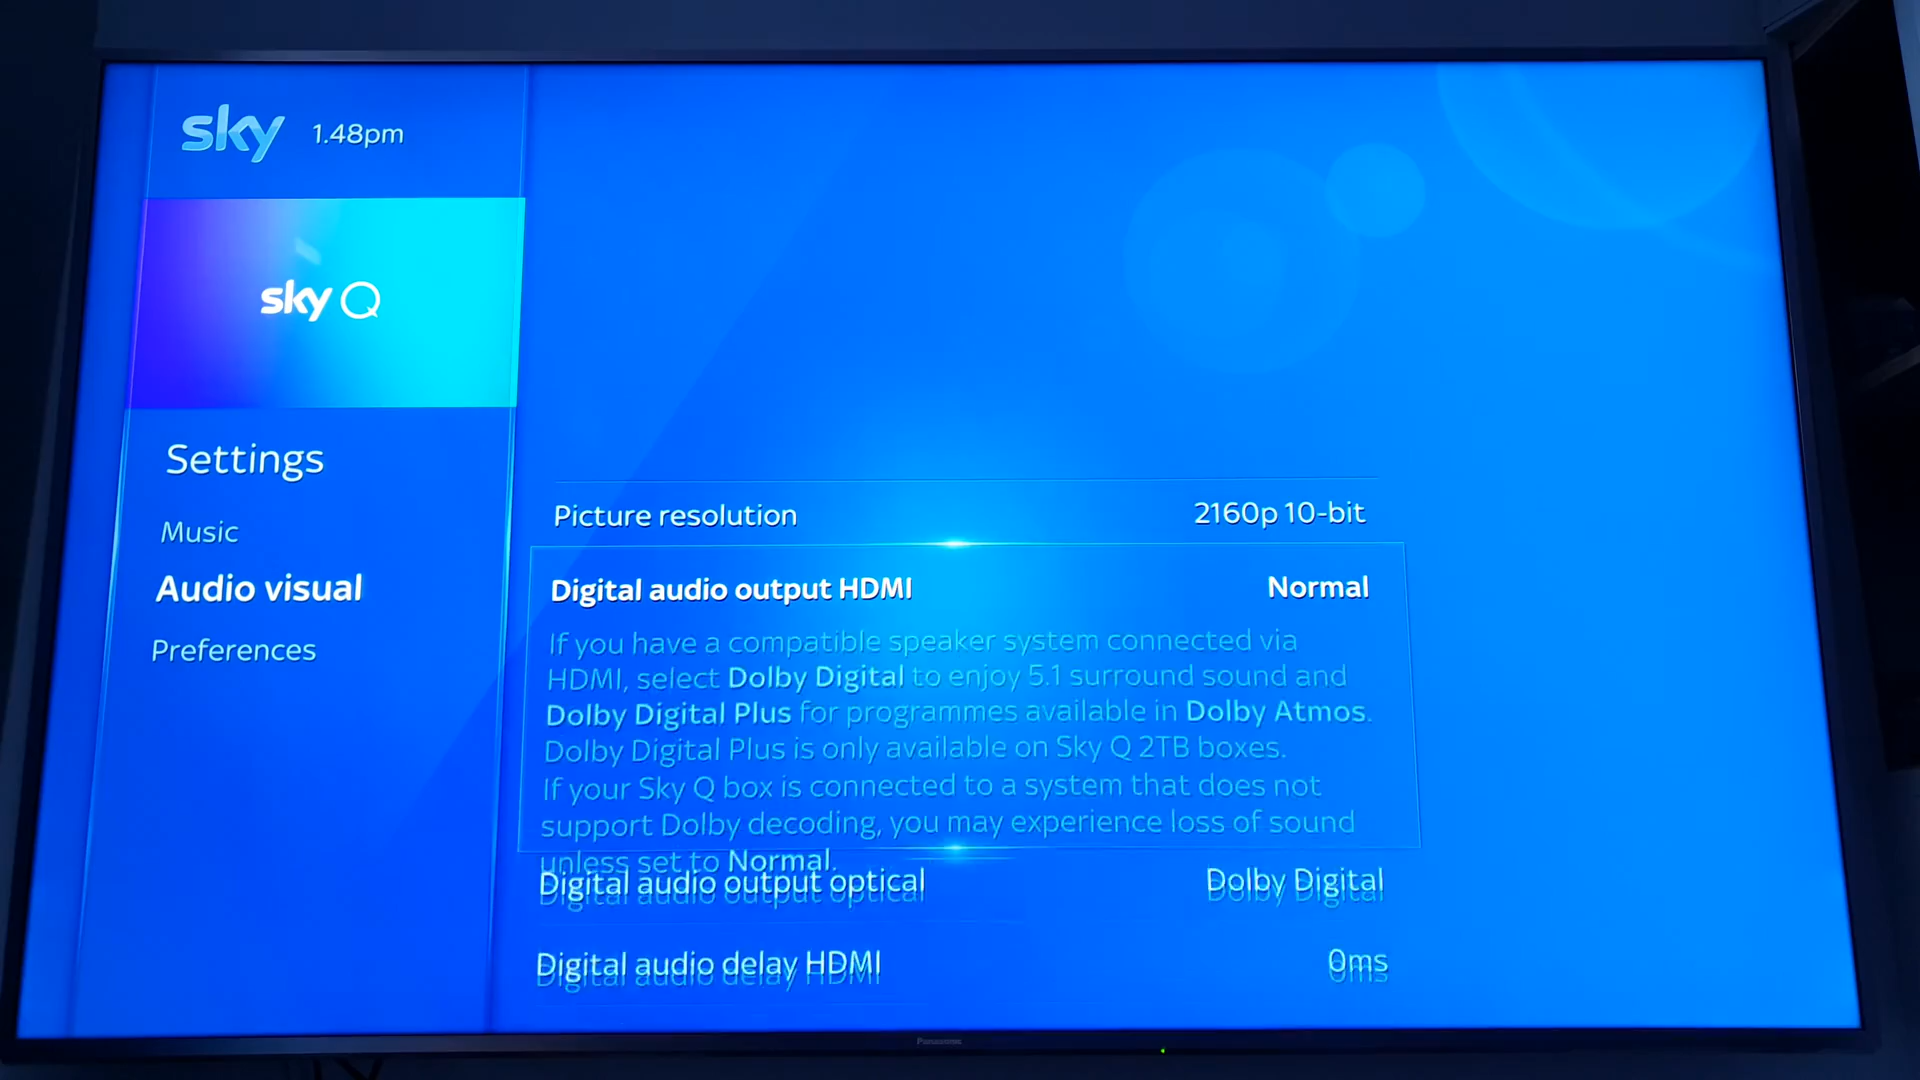 sky 1.48pm
sky Q
Settings
Music
Audio visual
Preferences
Picture resolution 2160p 10-bit
Digital audio output HDMI Normal
If you have a compatible speaker system connected via
HDMI, select Dolby Digital to enjoy 5.1 surround sound and
Dolby Digital Plus for programmes available in Dolby Atmos.
Dolby Digital Plus is only available on Sky Q 2TB boxes.
If your Sky Q box is connected to a system that does not
support Dolby decoding, you may experience loss of sound
unless set to Normal.
Digital audio output optical Dolby Digital
Digital audio delay HDMI 0ms
Panasonic